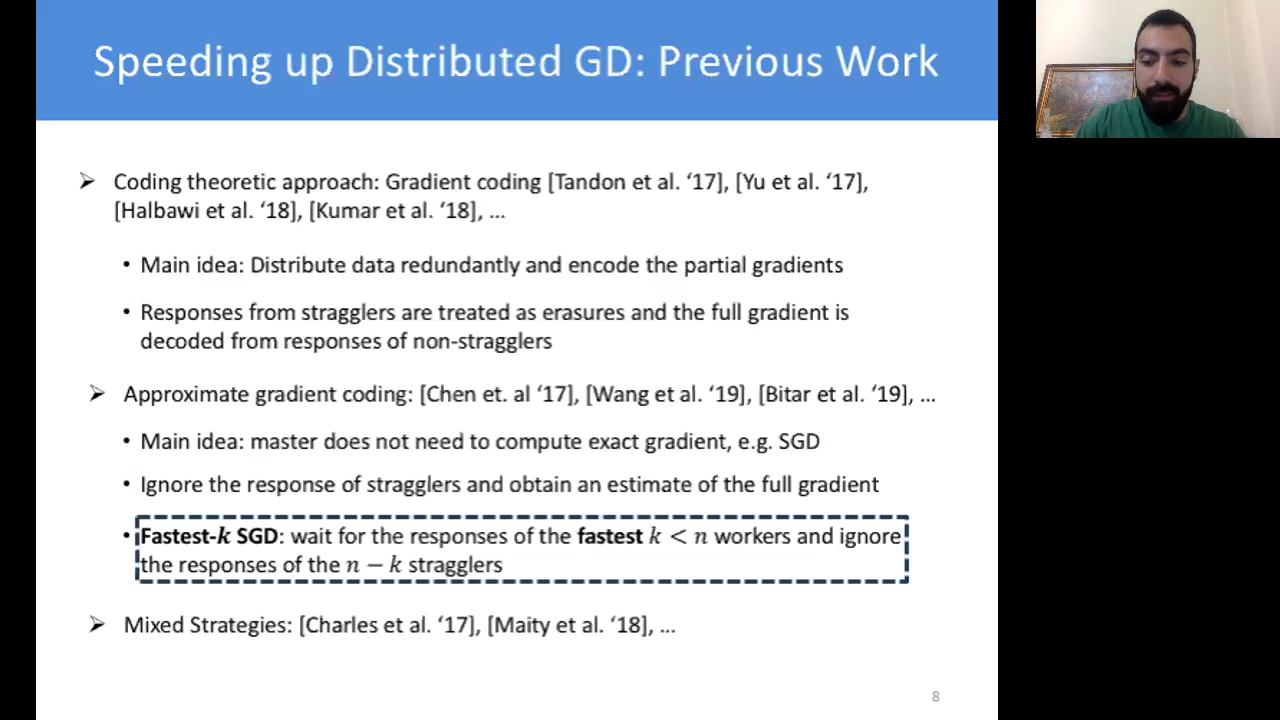 Speeding up Distributed GD: Previous Work
➢ Coding theoretic approach: Gradient coding [Tandon et al. ‘17], [Yu et al. ‘17],
[Halbawi et al. ‘18], [Kumar et al. ‘18], …
• Main idea: Distribute data redundantly and encode the partial gradients
• Responses from stragglers are treated as erasures and the full gradient is
decoded from responses of non-stragglers
➢ Approximate gradient coding: [Chen et. al ‘17], [Wang et al. ‘19], [Bitar et al. ‘19], …
• Main idea: master does not need to compute exact gradient, e.g. SGD
• Ignore the response of stragglers and obtain an estimate of the full gradient
• Fastest-k SGD: wait for the responses of the fastest k < n workers and ignore
the responses of the n − k stragglers
➢ Mixed Strategies: [Charles et al. ‘17], [Maity et al. ‘18], …
8